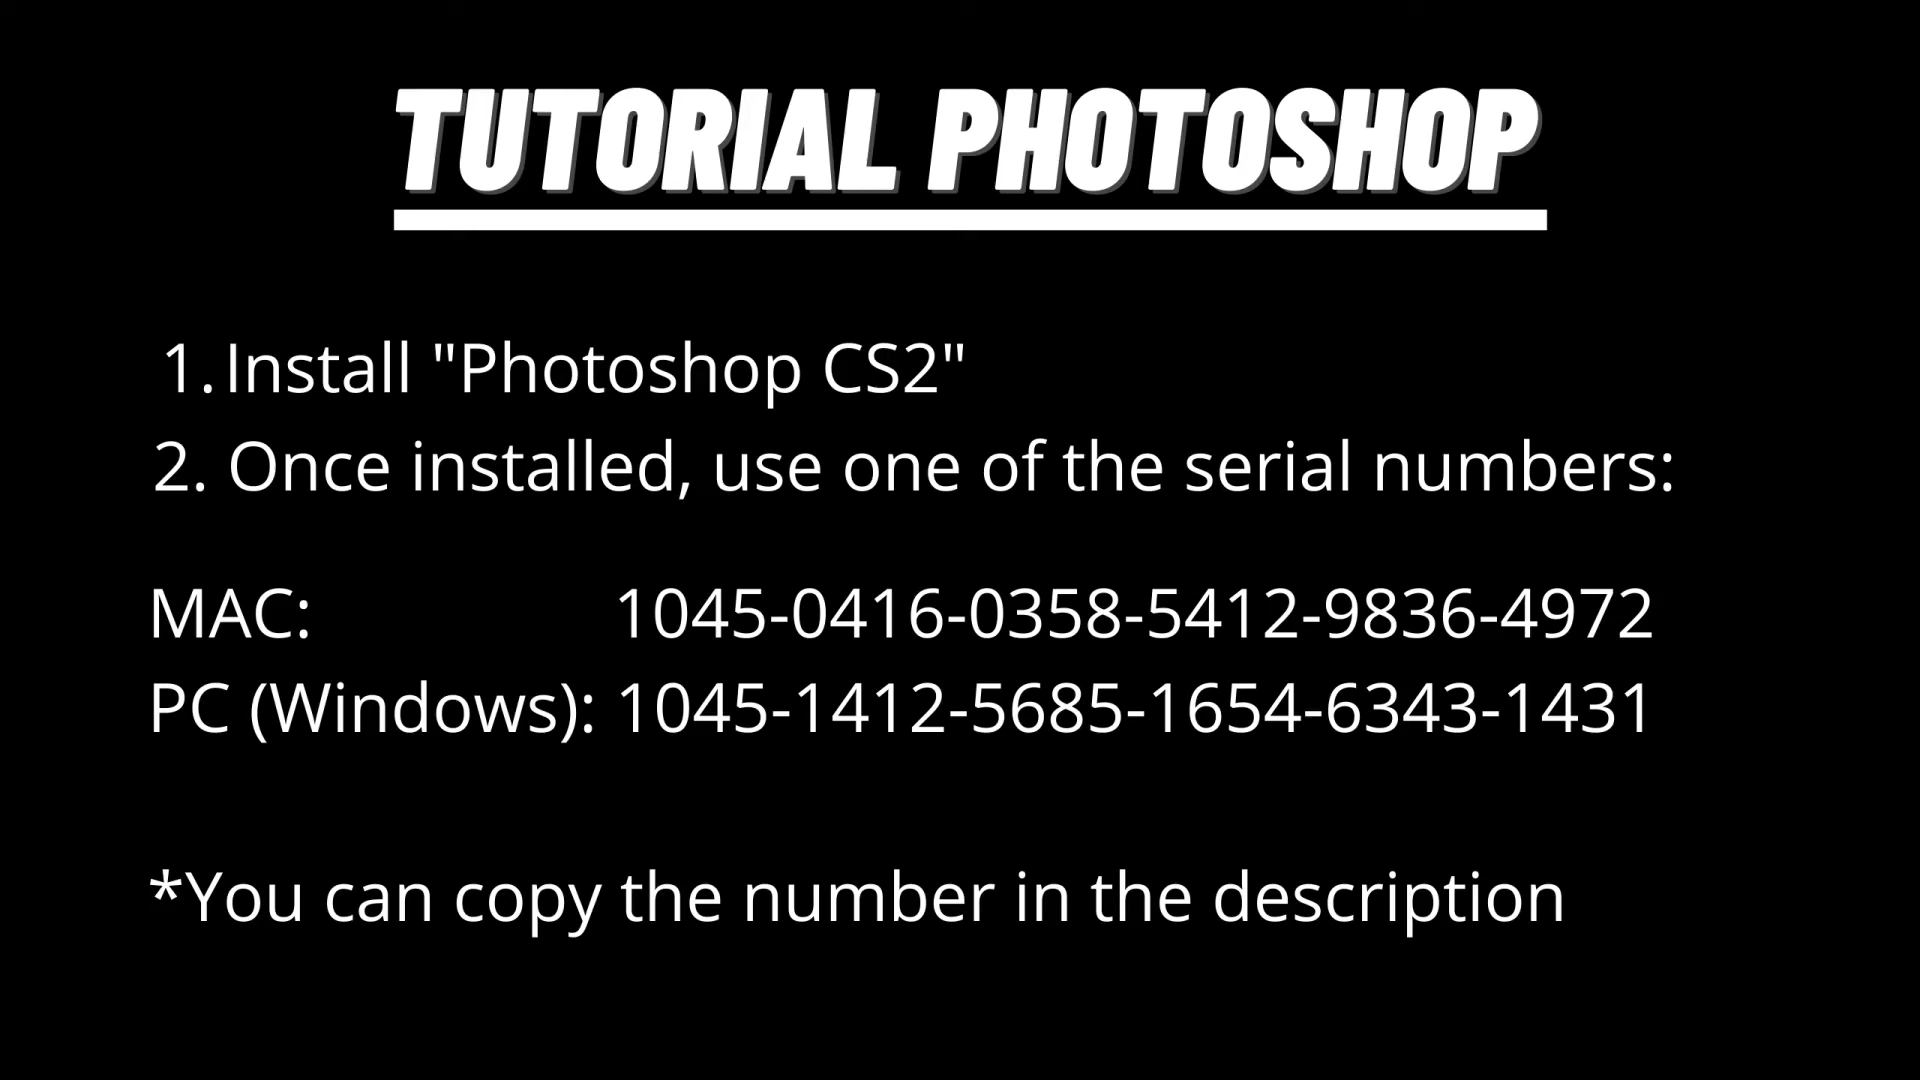 TUTORIAL PHOTOSHOP
1. Install "Photoshop CS2"
2. Once installed, use one of the serial numbers:
MAC: 1045-0416-0358-5412-9836-4972
PC (Windows): 1045-1412-5685-1654-6343-1431
*You can copy the number in the description